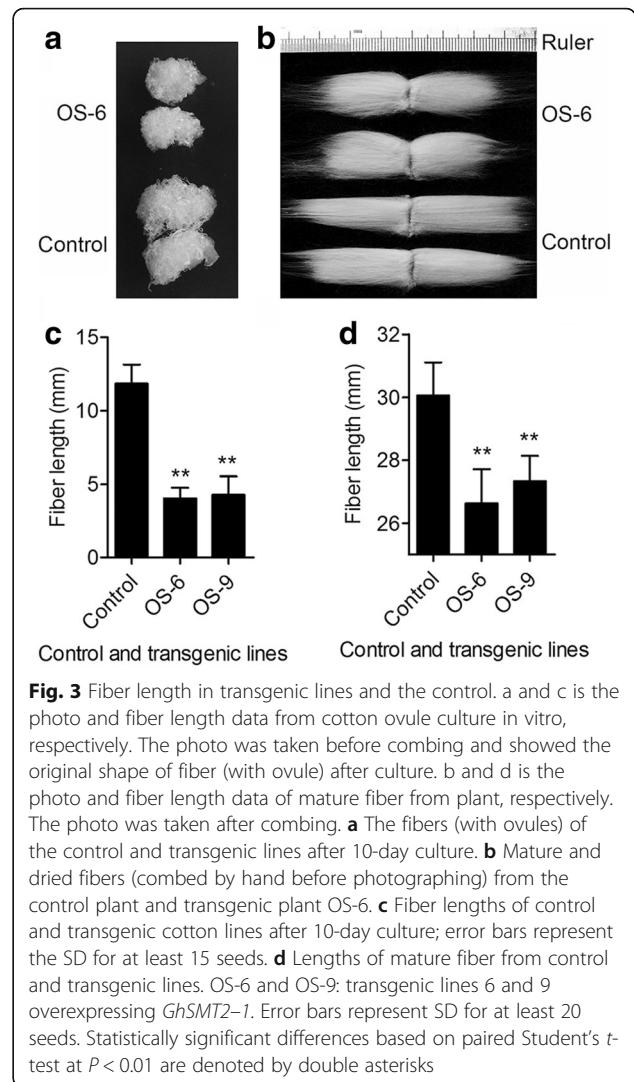 a
b
mm
Ruler
OS-6
OS-6
Control
Control
c
15
10
5
0
Fiber length (mm)
**
**
Control
OS-6
OS-9
Control and transgenic lines
d
32
30
28
26
Fiber length (mm)
**
**
Control
OS-6
OS-9
Control and transgenic lines
Fig. 3 Fiber length in transgenic lines and the control. a and c is the
photo and fiber length data from cotton ovule culture in vitro,
respectively. The photo was taken before combing and showed the
original shape of fiber (with ovule) after culture. b and d is the
photo and fiber length data of mature fiber from plant, respectively.
The photo was taken after combing. a The fibers (with ovules) of
the control and transgenic lines after 10-day culture. b Mature and
dried fibers (combed by hand before photographing) from the
control plant and transgenic plant OS-6. c Fiber lengths of control
and transgenic cotton lines after 10-day culture; error bars represent
the SD for at least 15 seeds. d Lengths of mature fiber from control
and transgenic lines. OS-6 and OS-9: transgenic lines 6 and 9
overexpressing GhSMT2–1. Error bars represent SD for at least 20
seeds. Statistically significant differences based on paired Student's t-
test at P < 0.01 are denoted by double asterisks